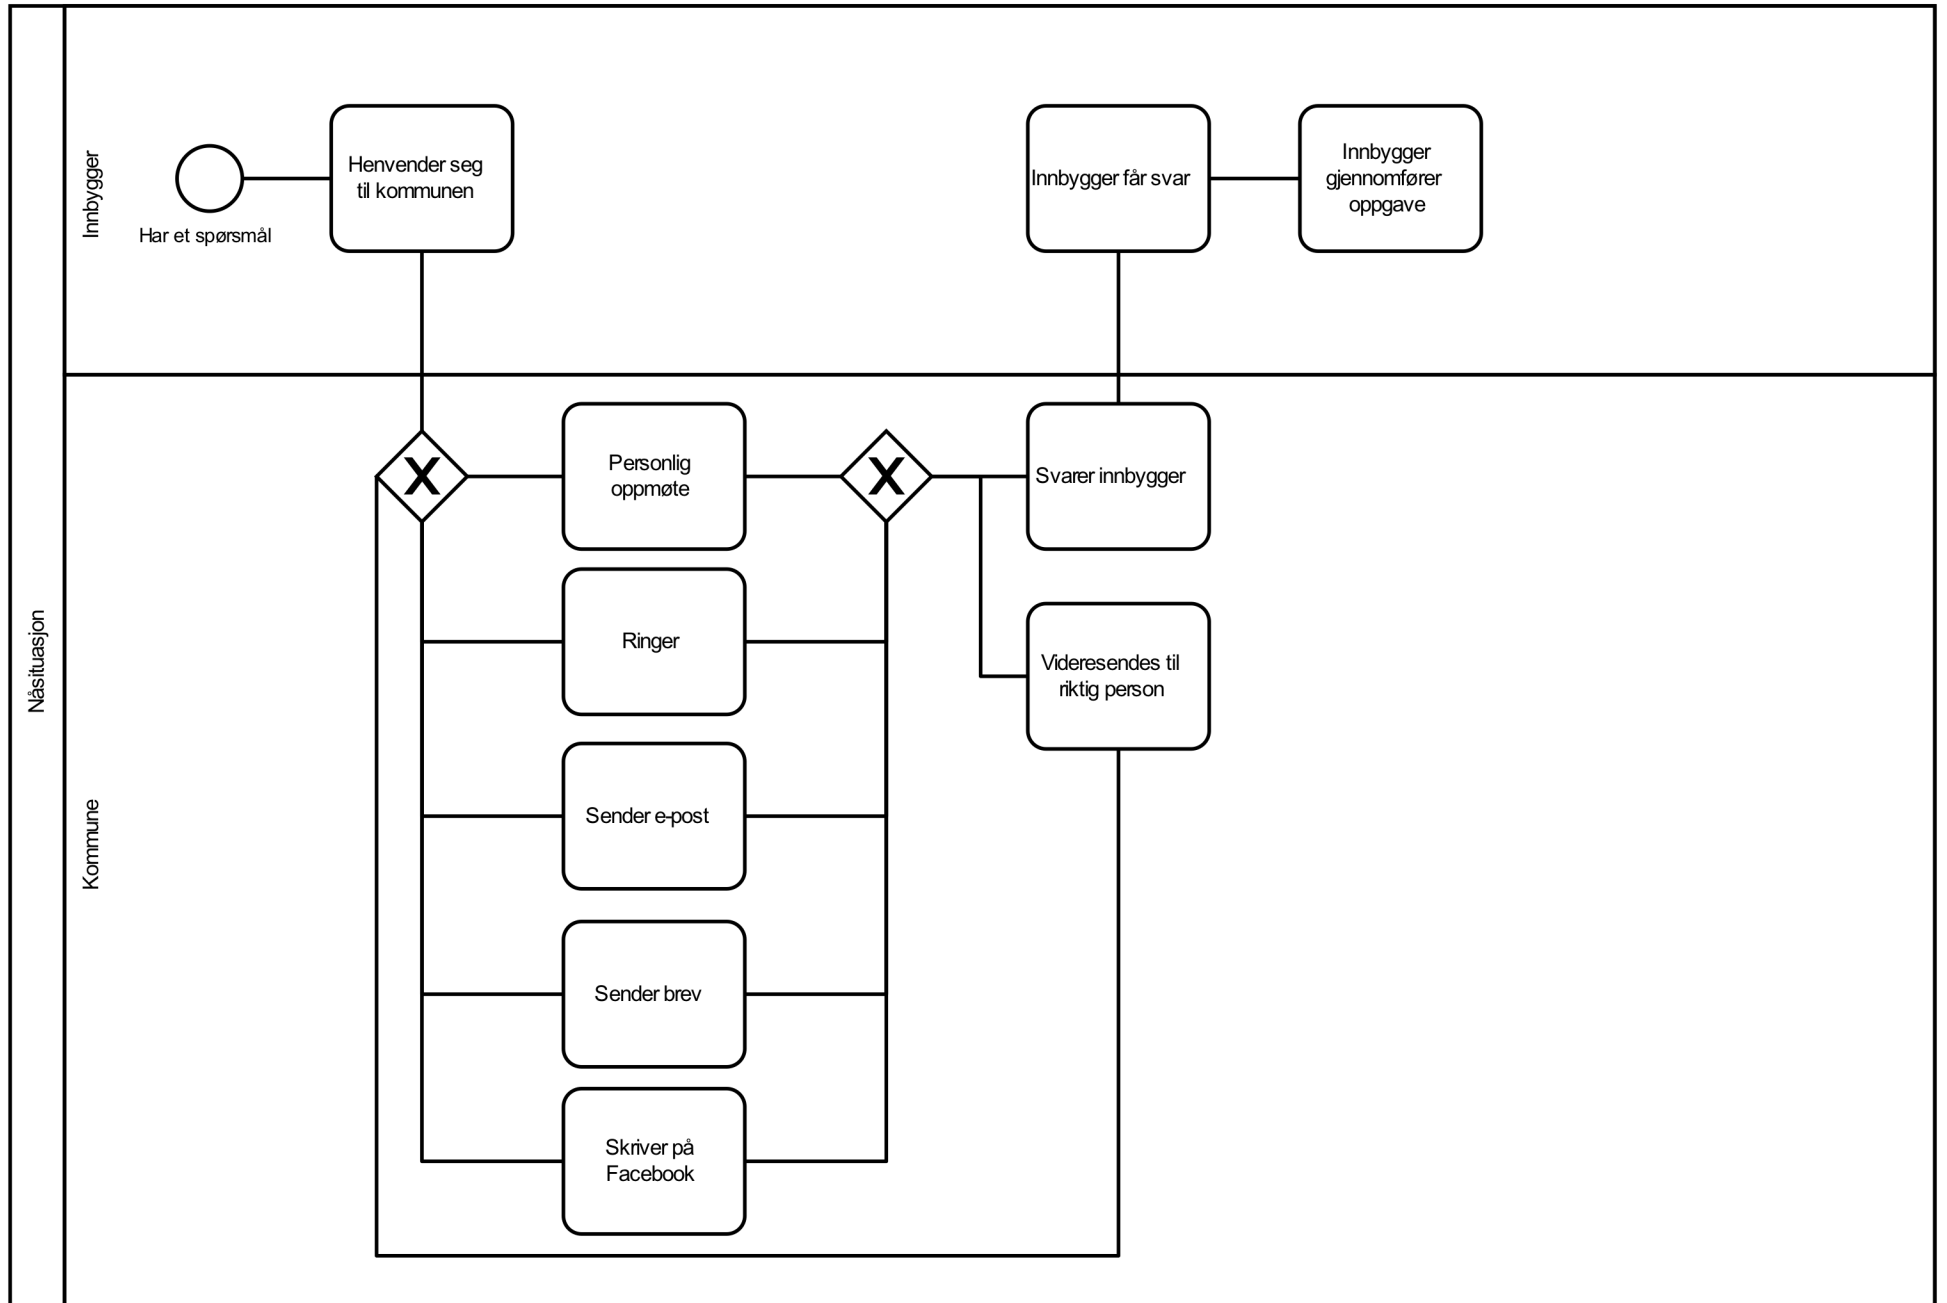 Nåsituasjon
Innbygger
Har et spørsmål
Henvender seg
til kommunen
Innbygger får svar
Innbygger
gjennomfører
oppgave
Kommune
X
Personlig
oppmøte
X
Svarer innbygger
Ringer
Videresendes til
riktig person
Sender e-post
Sender brev
Skriver på
Facebook